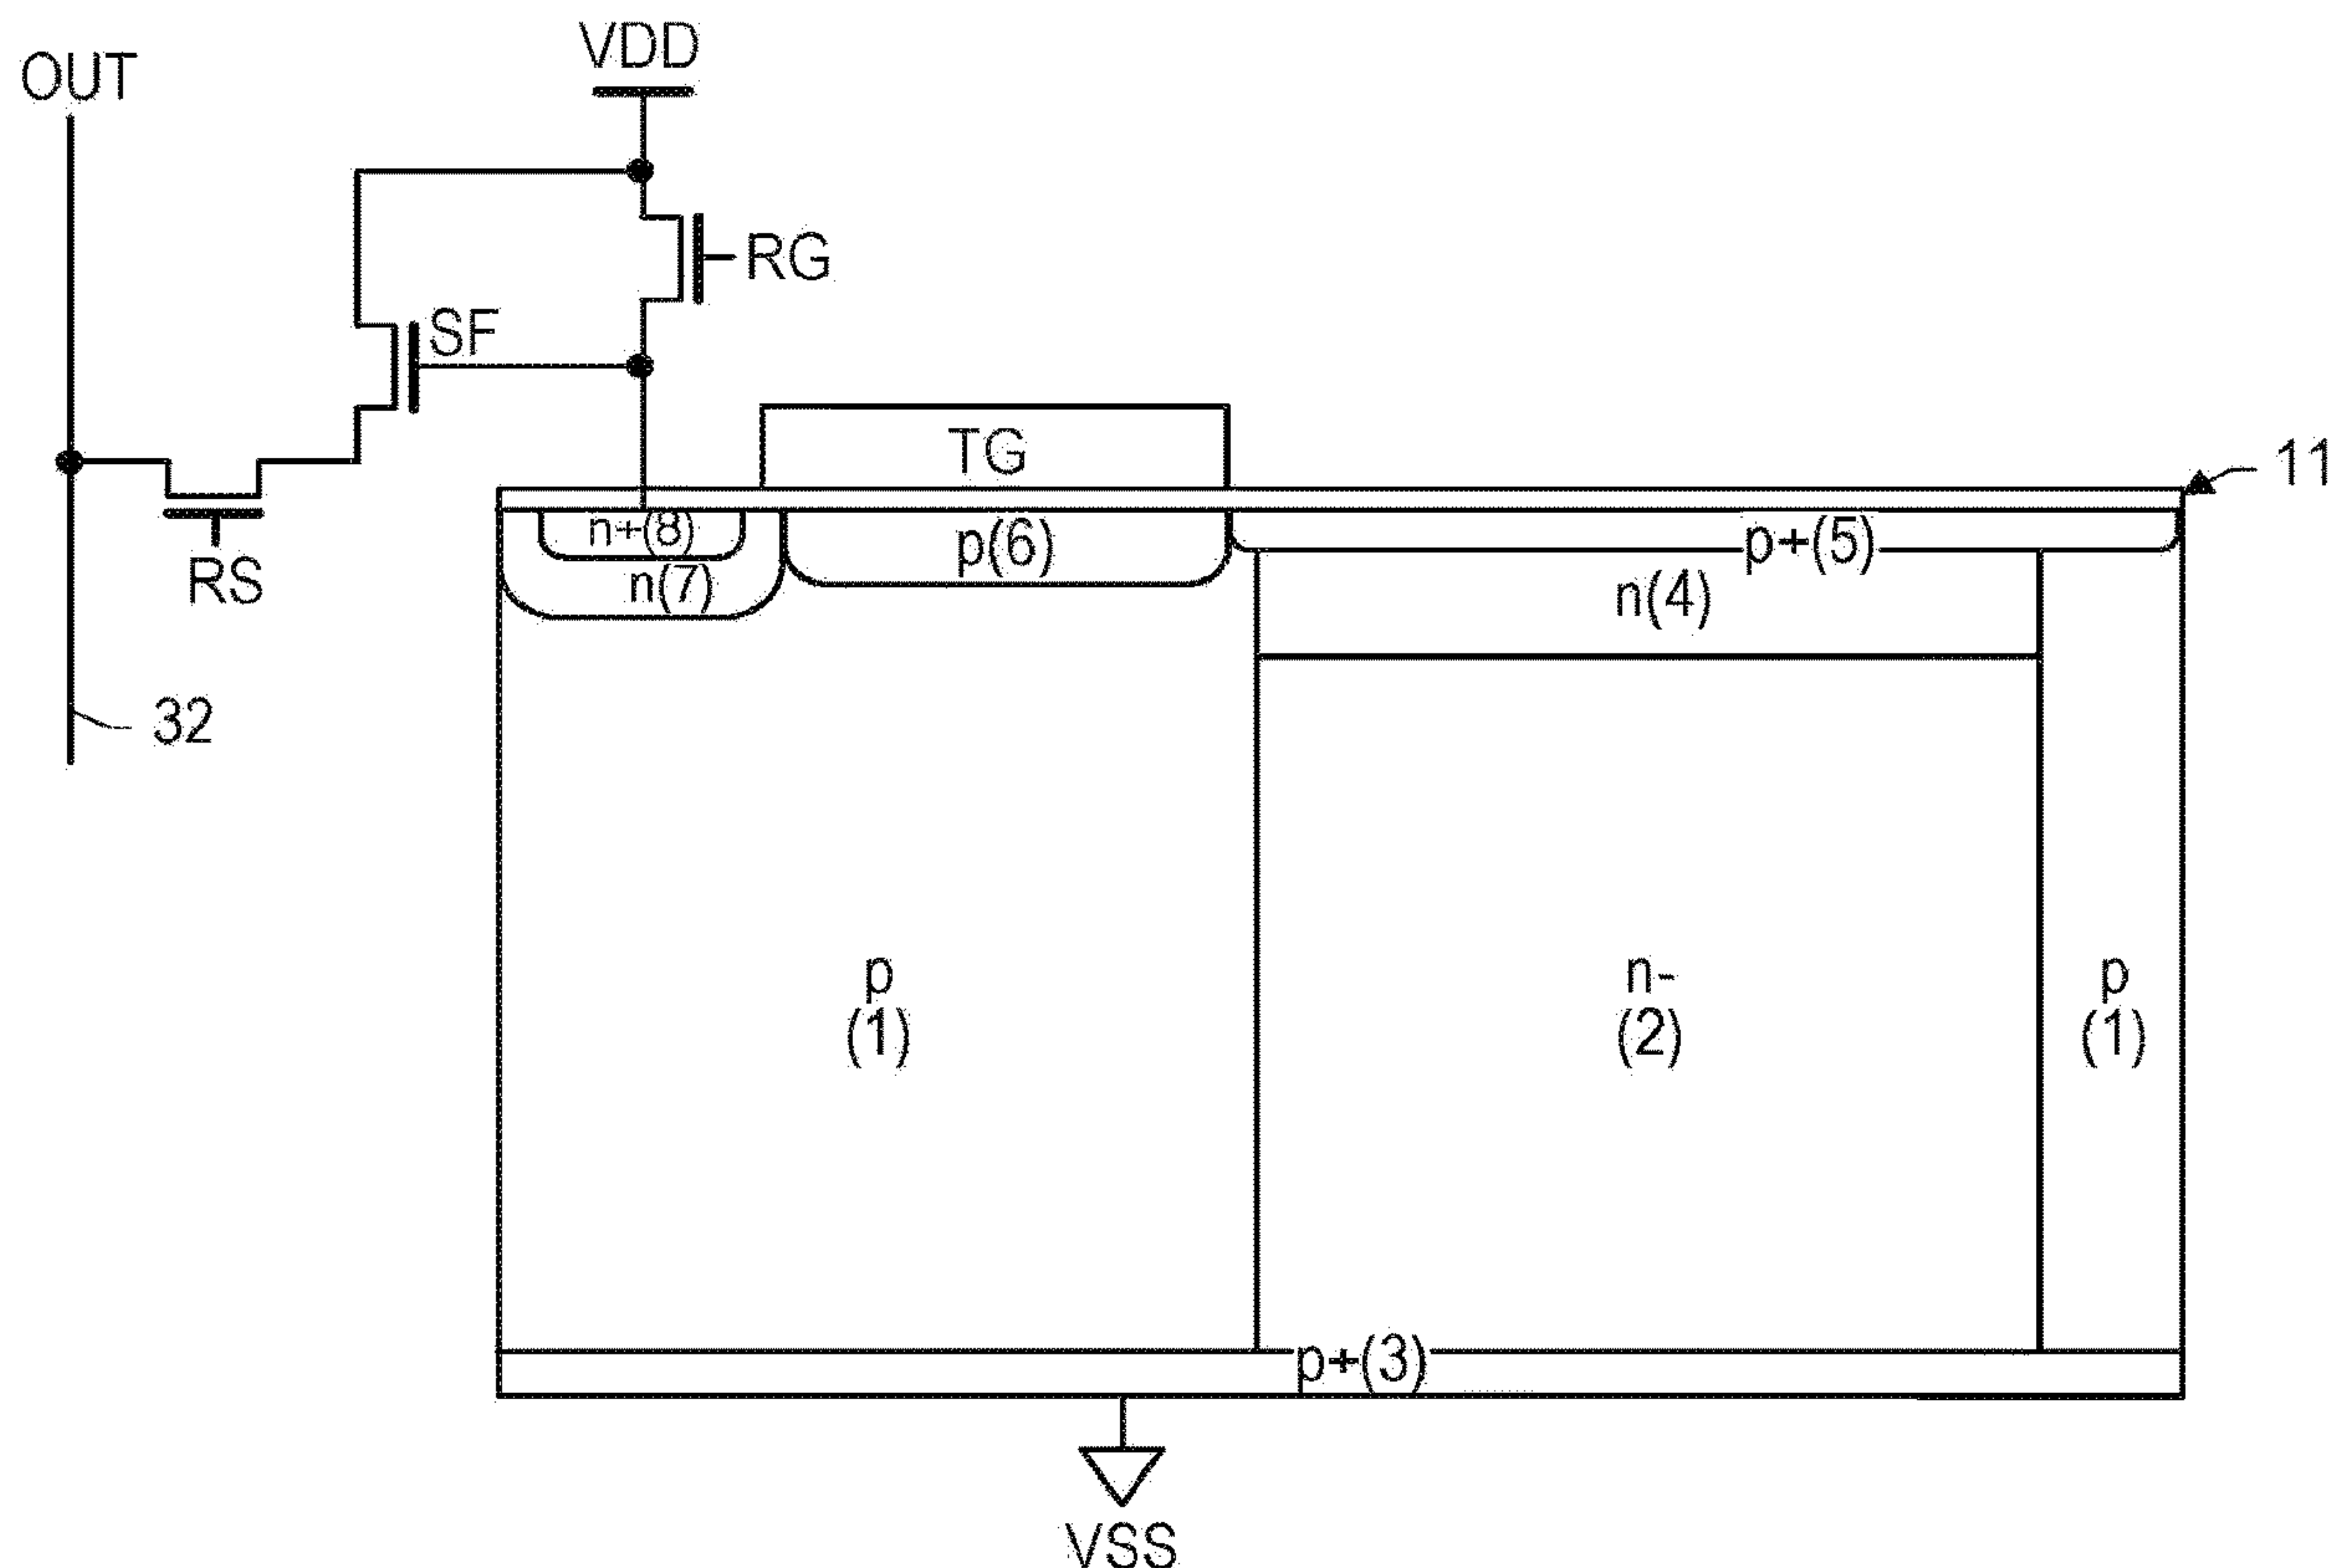 VDD
OUT
RG
SF
TG
11
n+(8)
p(6)
p+(5)
RS
n(7)
n(4)
32
p
(1)
n-
(2)
p
(1)
p+(3)
VSS